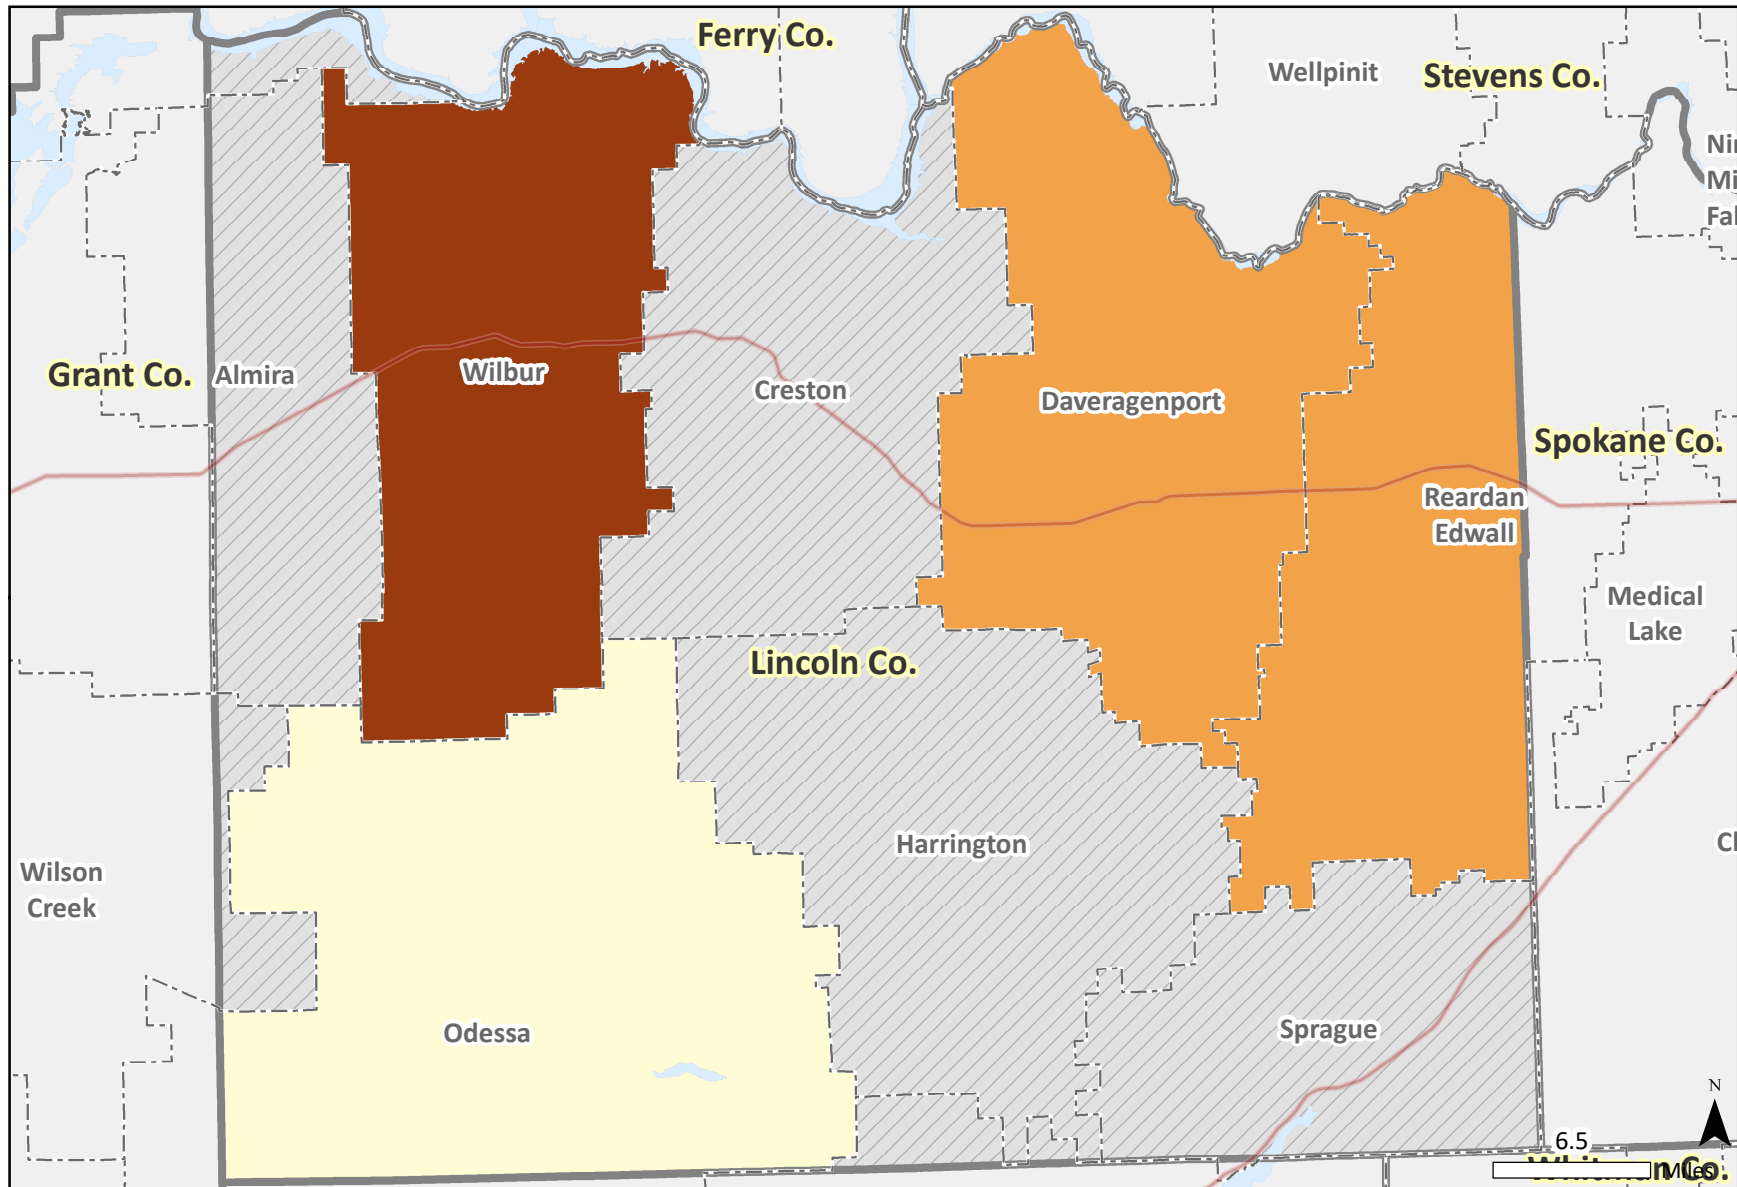 Ferry Co.
Wellpinit
Stevens Co.
Grant Co.
Almira
Wilbur
Creston
Daveragenport
Spokane Co.
Reardan
Edwall
Medical
Lake
Lincoln Co.
Harrington
Wilson
Creek
Odessa
Sprague
N
6.5
Miles